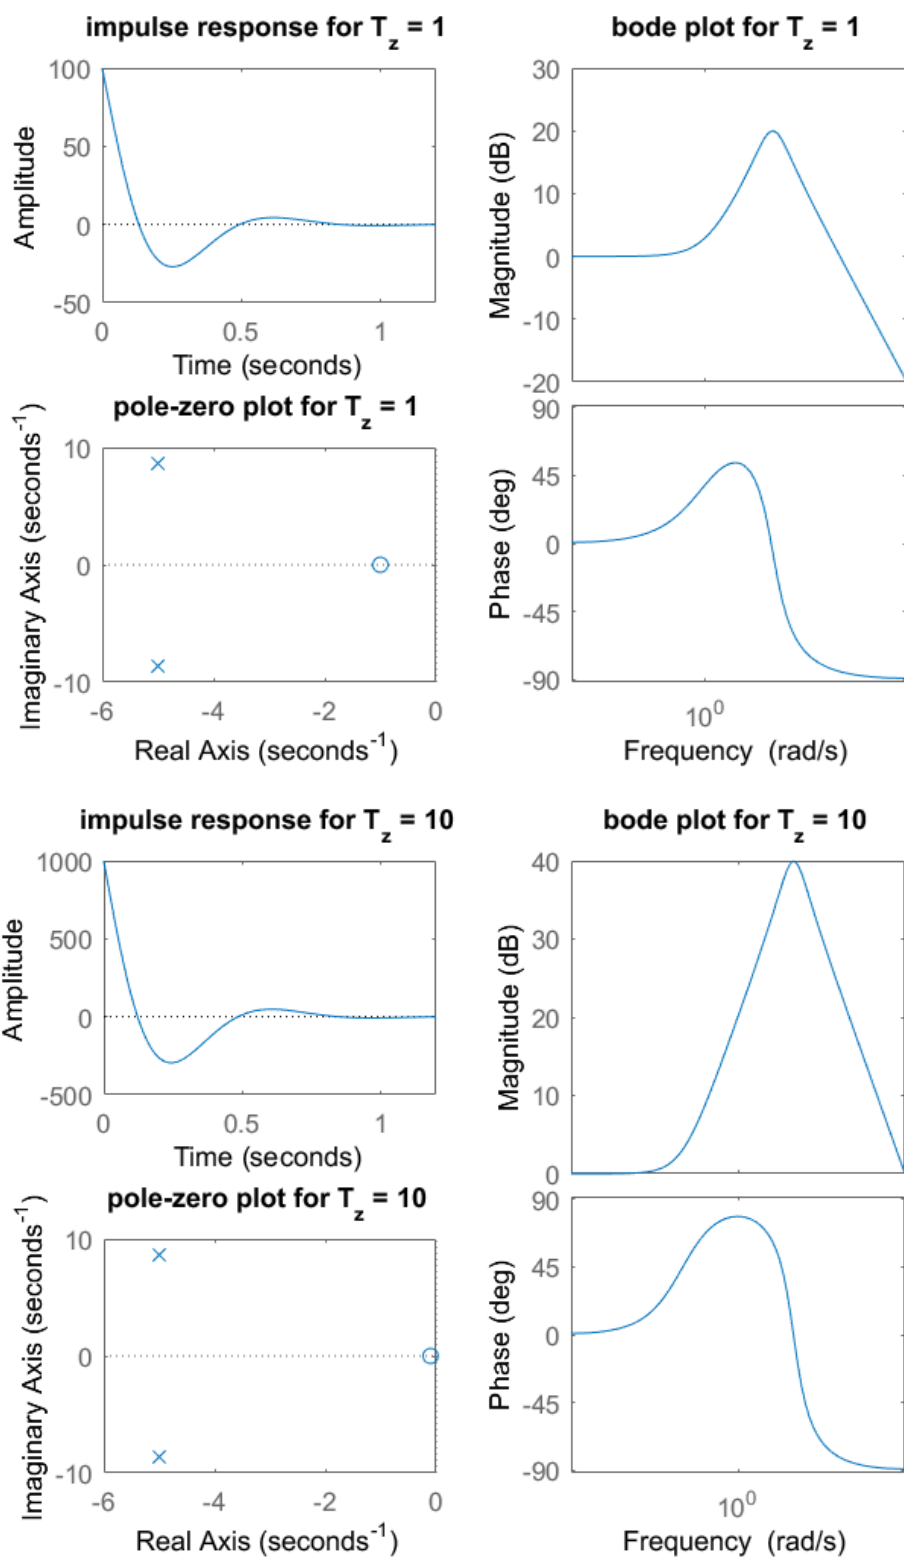 impulse response for T_z = 1
100
50
0
-50
0
0.5
1
Amplitude
Time (seconds)
bode plot for T_z = 1
30
20
10
0
-10
-20
Magnitude (dB)
90
45
0
-45
-90
Phase (deg)
10^0
Frequency (rad/s)
pole-zero plot for T_z = 1
10
0
-10
-6
-4
-2
0
Imaginary Axis (seconds^-1)
Real Axis (seconds^-1)
impulse response for T_z = 10
1000
500
0
-500
0
0.5
1
Amplitude
Time (seconds)
bode plot for T_z = 10
40
30
20
10
0
Magnitude (dB)
90
45
0
-45
-90
Phase (deg)
10^0
Frequency (rad/s)
pole-zero plot for T_z = 10
10
0
-10
-6
-4
-2
0
Imaginary Axis (seconds^-1)
Real Axis (seconds^-1)